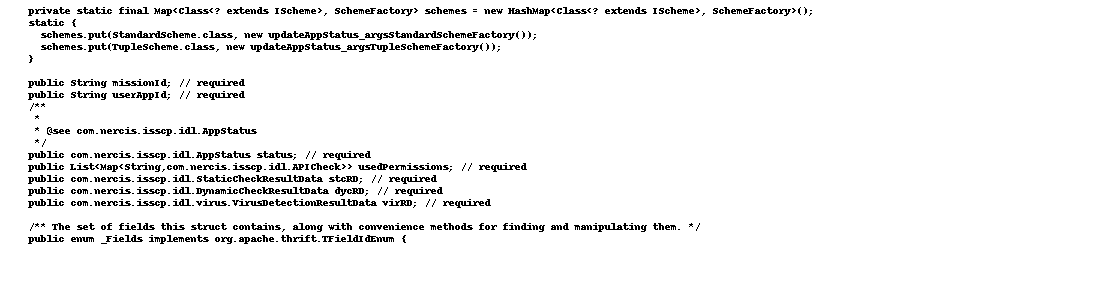 private static final Map<Class<? extends IScheme>, SchemeFactory> schemes = new HashMap<Class<? extends IScheme>, SchemeFactory>();
static {
  schemes.put(StandardScheme.class, new updateAppStatus_argsStandardSchemeFactory());
  schemes.put(TupleScheme.class, new updateAppStatus_argsTupleSchemeFactory());
}

public String missionId; // required
public String userAppId; // required
/**
 *
 * @see com.nercis.isscp.idl.AppStatus
 */
public com.nercis.isscp.idl.AppStatus status; // required
public List<Map<String,com.nercis.isscp.idl.APICheck>> usedPermissions; // required
public com.nercis.isscp.idl.StaticCheckResultData stcRD; // required
public com.nercis.isscp.idl.DynamicCheckResultData dycRD; // required
public com.nercis.isscp.idl.virus.VirusDetectionResultData virRD; // required

/** The set of fields this struct contains, along with convenience methods for finding and manipulating them. */
public enum _Fields implements org.apache.thrift.TFieldIdEnum {